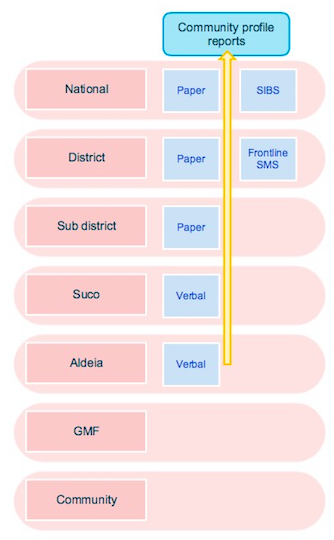 Community profile
reports
National
Paper
SIBS
District
Paper
Frontline
SMS
Sub district
Paper
Suco
Verbal
Aldeia
Verbal
GMF
Community